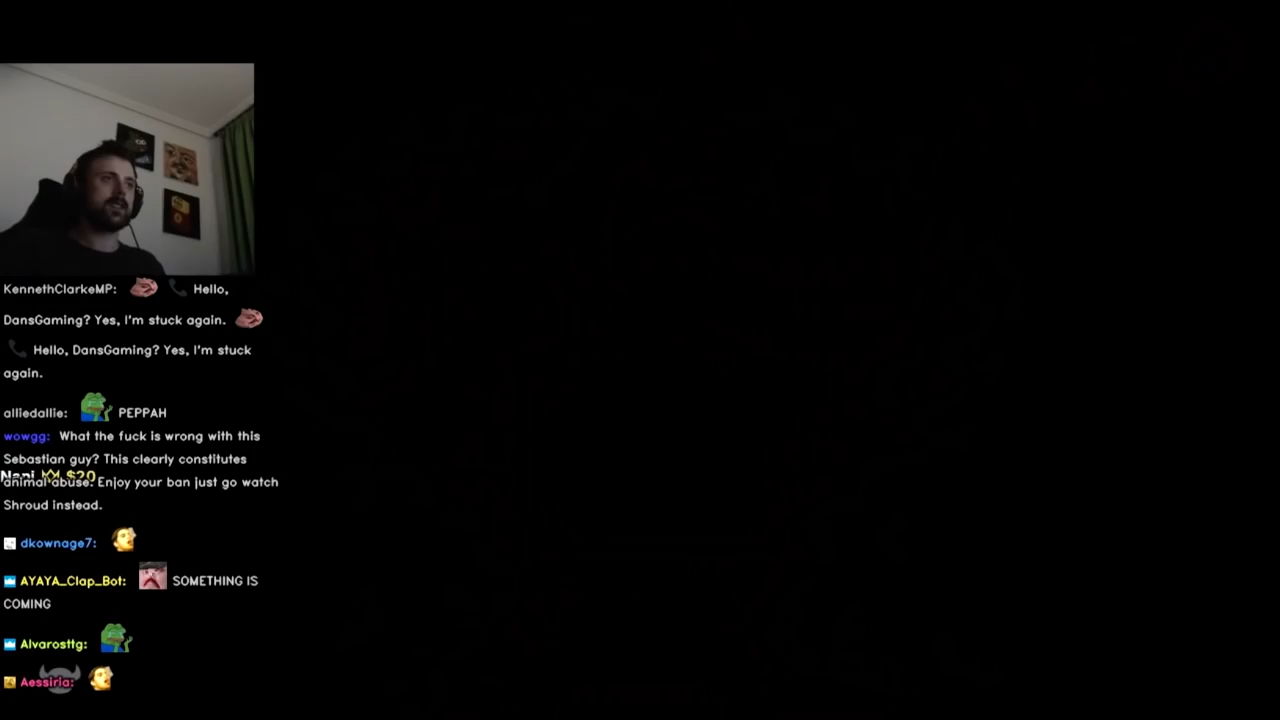 KennethClarkeMP: Hello,
DansGaming? Yes, I'm stuck again.
Hello, DansGaming? Yes, I'm stuck
again.
alliedallie: PEPPAH
wowgg: What the fuck is wrong with this
Sebastian guy? This clearly constitutes
Nani $20
animal abuse. Enjoy your ban just go watch
Shroud instead.
dkownage7:
AYAYA_Clap_Bot: SOMETHING IS
COMING
Alvarosttg:
Aessiria: